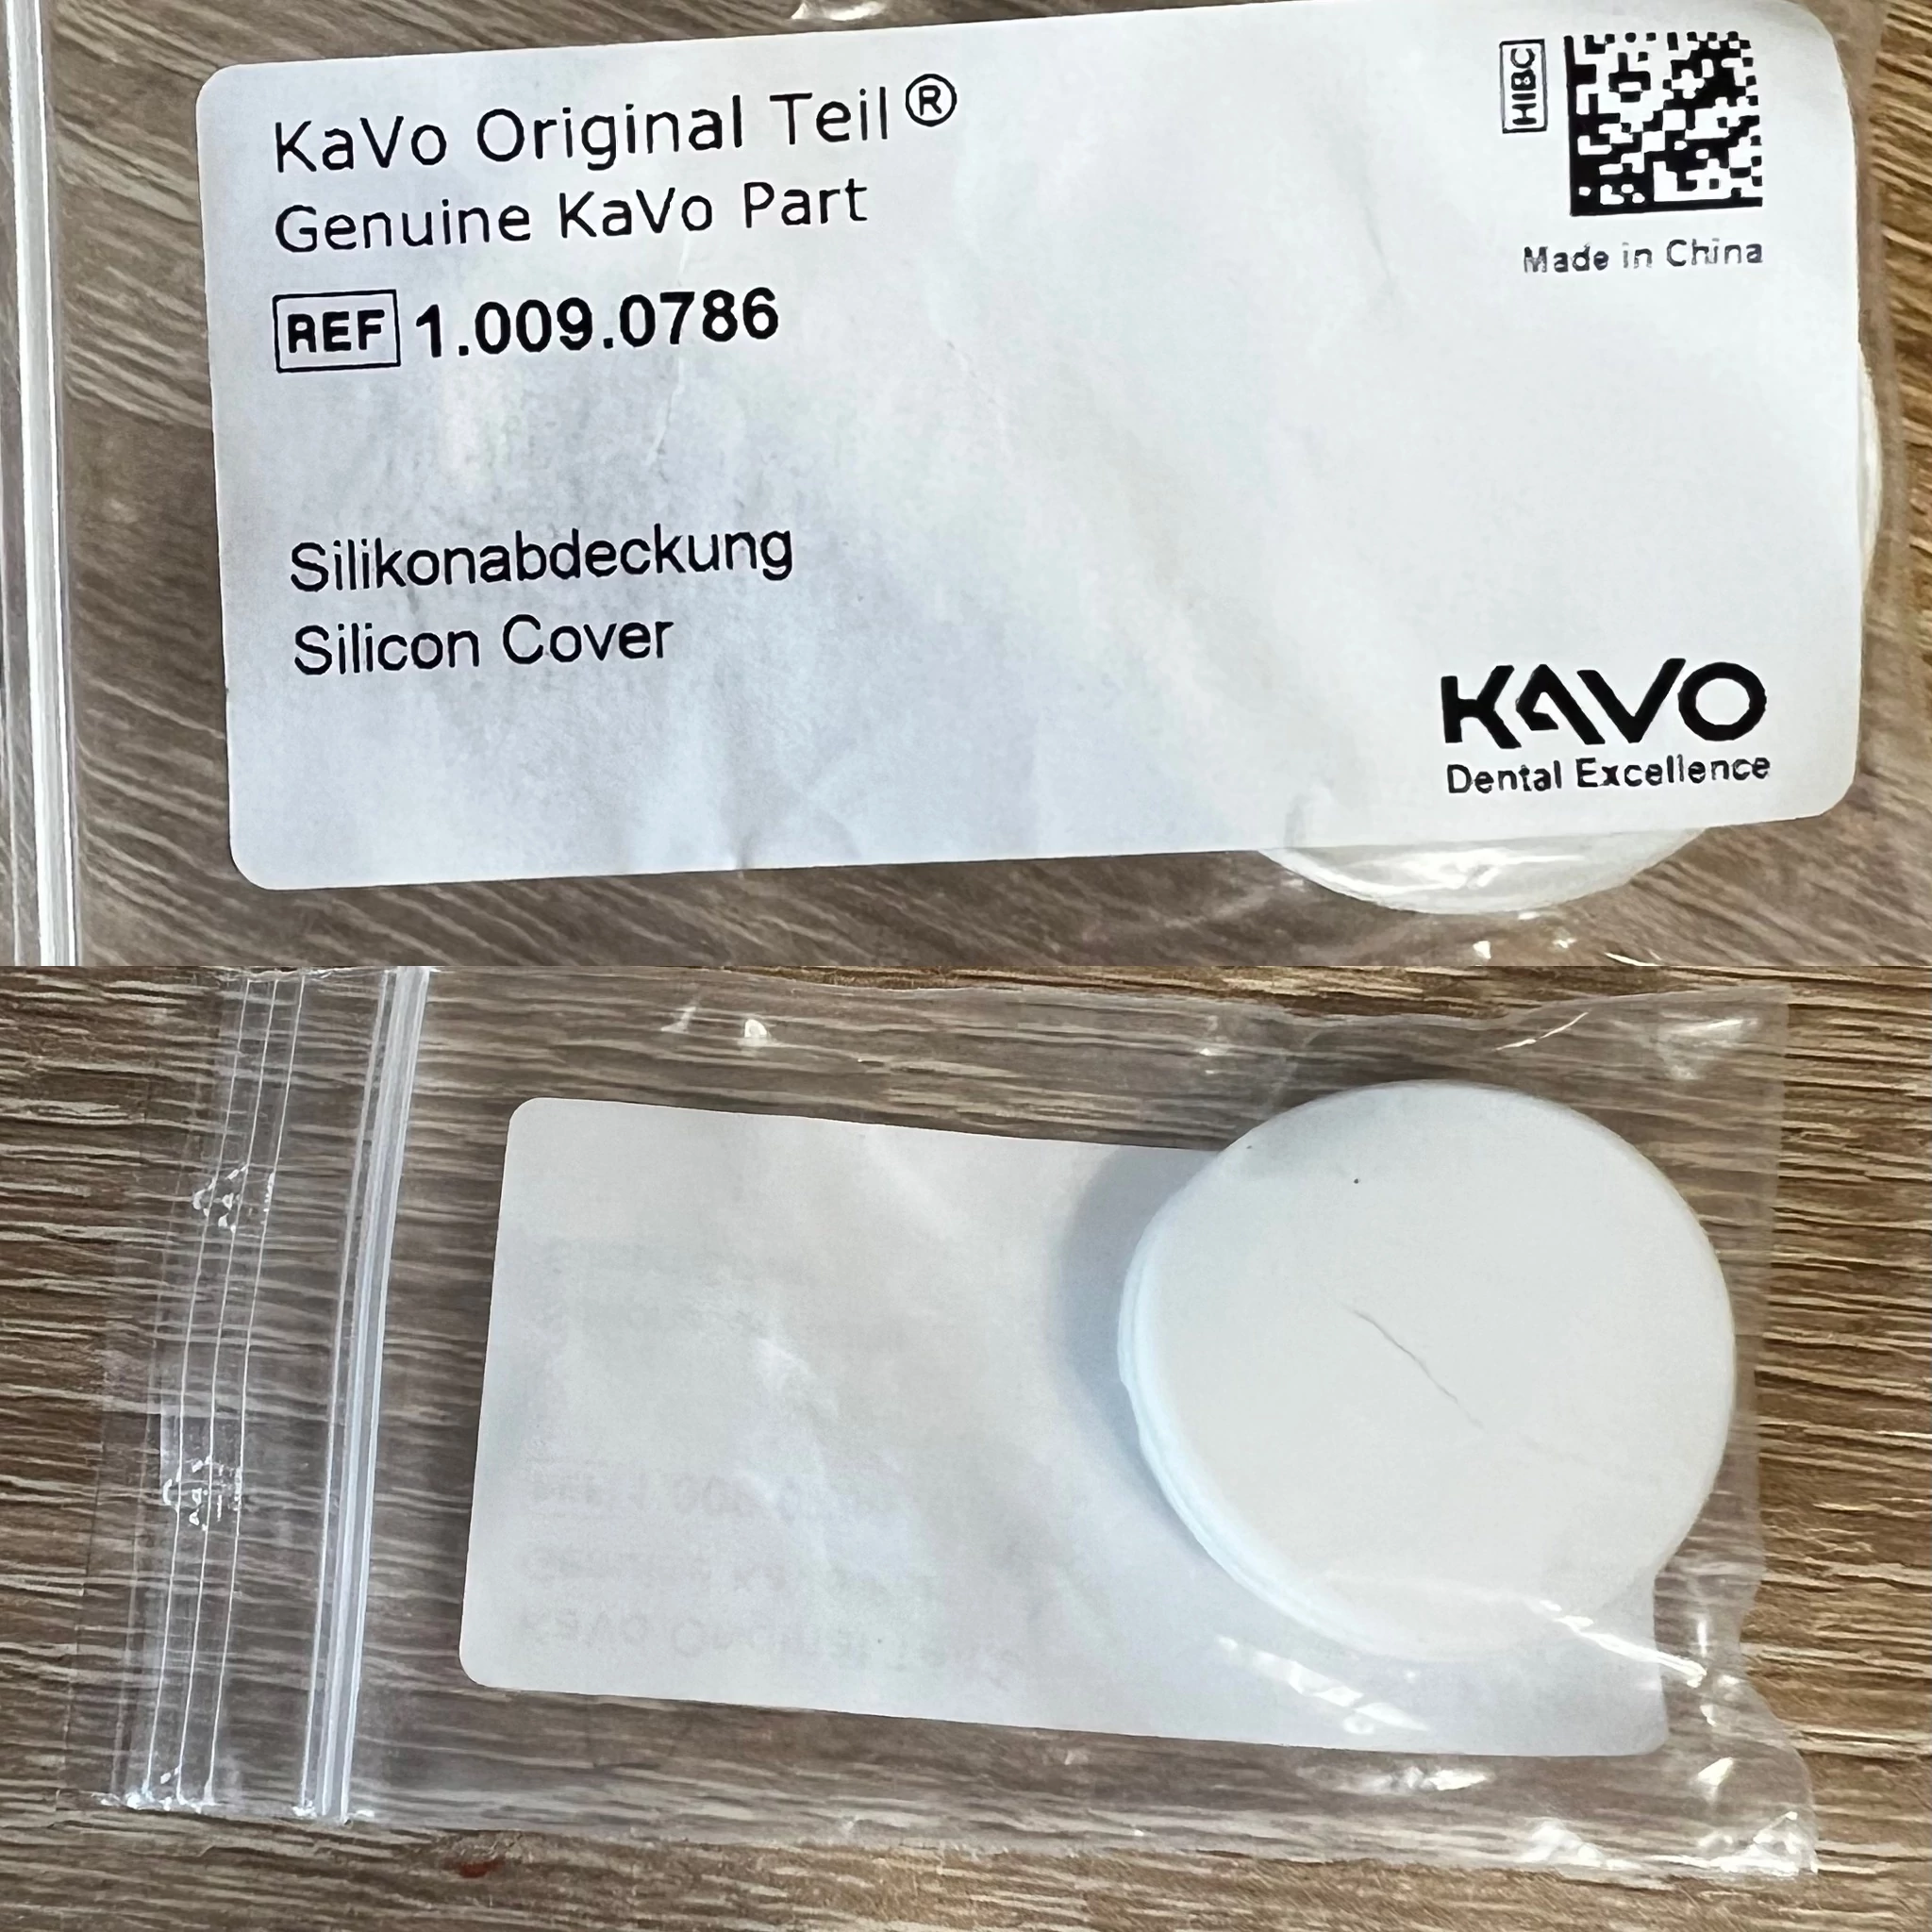 KaVo Original Teil®
Genuine KaVo Part
REF 1.009.0786
HIBC
Made in China
Silikonabdeckung
Silicon Cover
KAVO
Dental Excellence